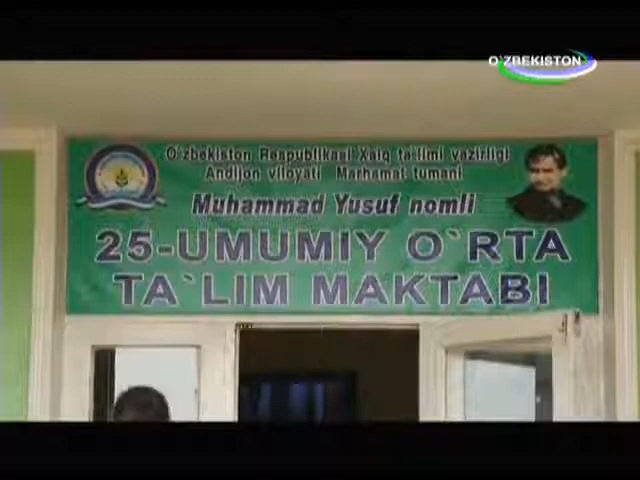 O'ZBEKISTON
O`zbekiston Respublikasi Xalq ta`limi vazirligi
Andijon viloyati Marhamat tumani
Muhammad Yusuf nomli
25-UMUMIY O`RTA
TA`LIM MAKTABI